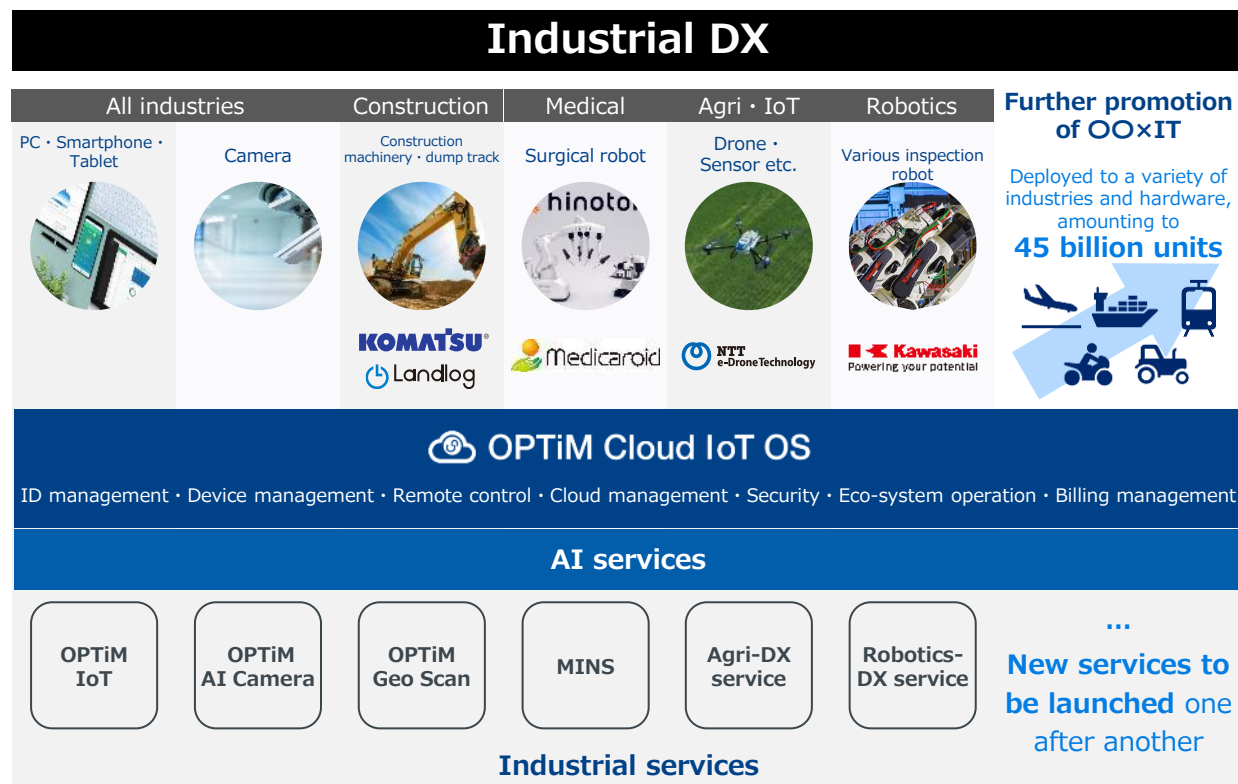 Industrial DX
All industries
Construction
Medical
Agri・IoT
Robotics
PC・Smartphone・
Tablet
Camera
Construction
machinery・dump track
Surgical robot
Drone・
Sensor etc.
Various inspection
robot
hinoto
KOMATSU®
Landlog
Medicaroid
NTT
e-Drone Technology
Kawasaki
Powering your potential
Further promotion
of 〇〇×IT
Deployed to a variety of
industries and hardware,
amounting to
45 billion units
OPTiM Cloud IoT OS
ID management・Device management・Remote control・Cloud management・Security・Eco-system operation・Billing management
AI services
OPTiM
IoT
OPTiM
AI Camera
OPTiM
Geo Scan
MINS
Agri-DX
service
Robotics-
DX service
...
New services to
be launched one
after another
Industrial services